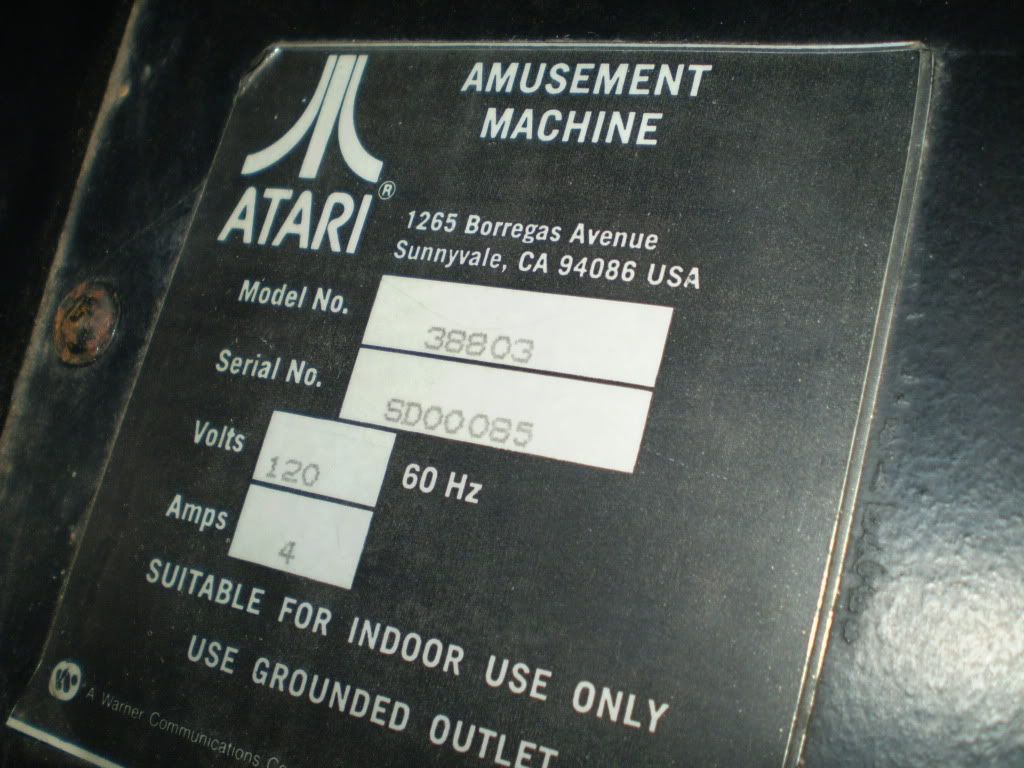 AMUSEMENT
MACHINE
ATARI®
1265 Borregas Avenue
Sunnyvale, CA 94086 USA
Model No. 38803
Serial No. SD00085
Volts 120 60 Hz
Amps 4
SUITABLE FOR INDOOR USE ONLY
USE GROUNDED OUTLET
A Warner Communications Co